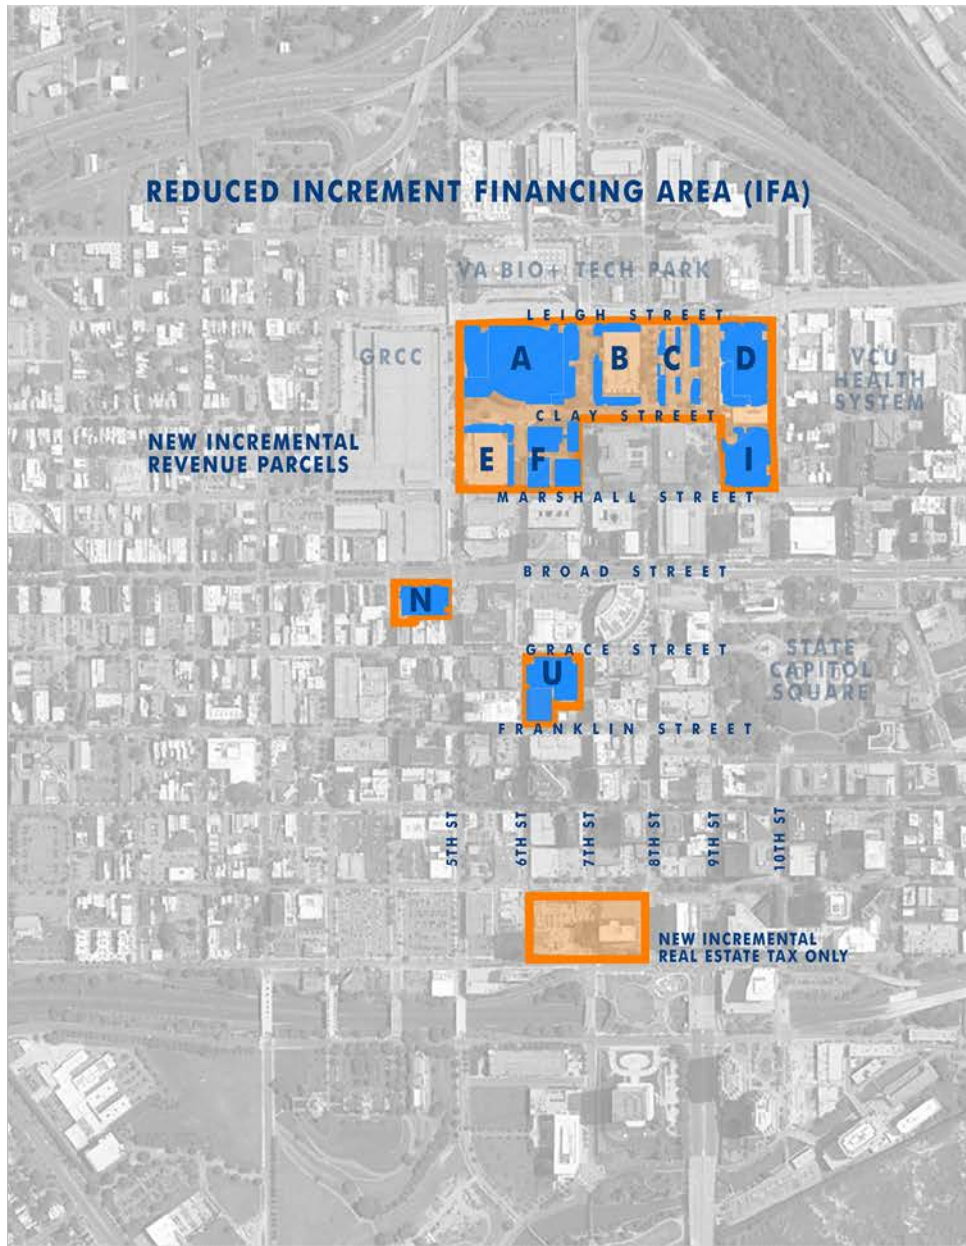 REDUCED INCREMENT FINANCING AREA (IFA)
VA BIO+ TECH PARK
LEIGH STREET
GRCC
A
B
C
D
VCU
HEALTH
SYSTEM
CLAY STREET
NEW INCREMENTAL
REVENUE PARCELS
E
F
I
MARSHALL STREET
BROAD STREET
N
GRACE STREET
U
STATE
CAPITOL
SQUARE
FRANKLIN STREET
5TH ST
6TH ST
7TH ST
8TH ST
9TH ST
10TH ST
NEW INCREMENTAL
REAL ESTATE TAX ONLY